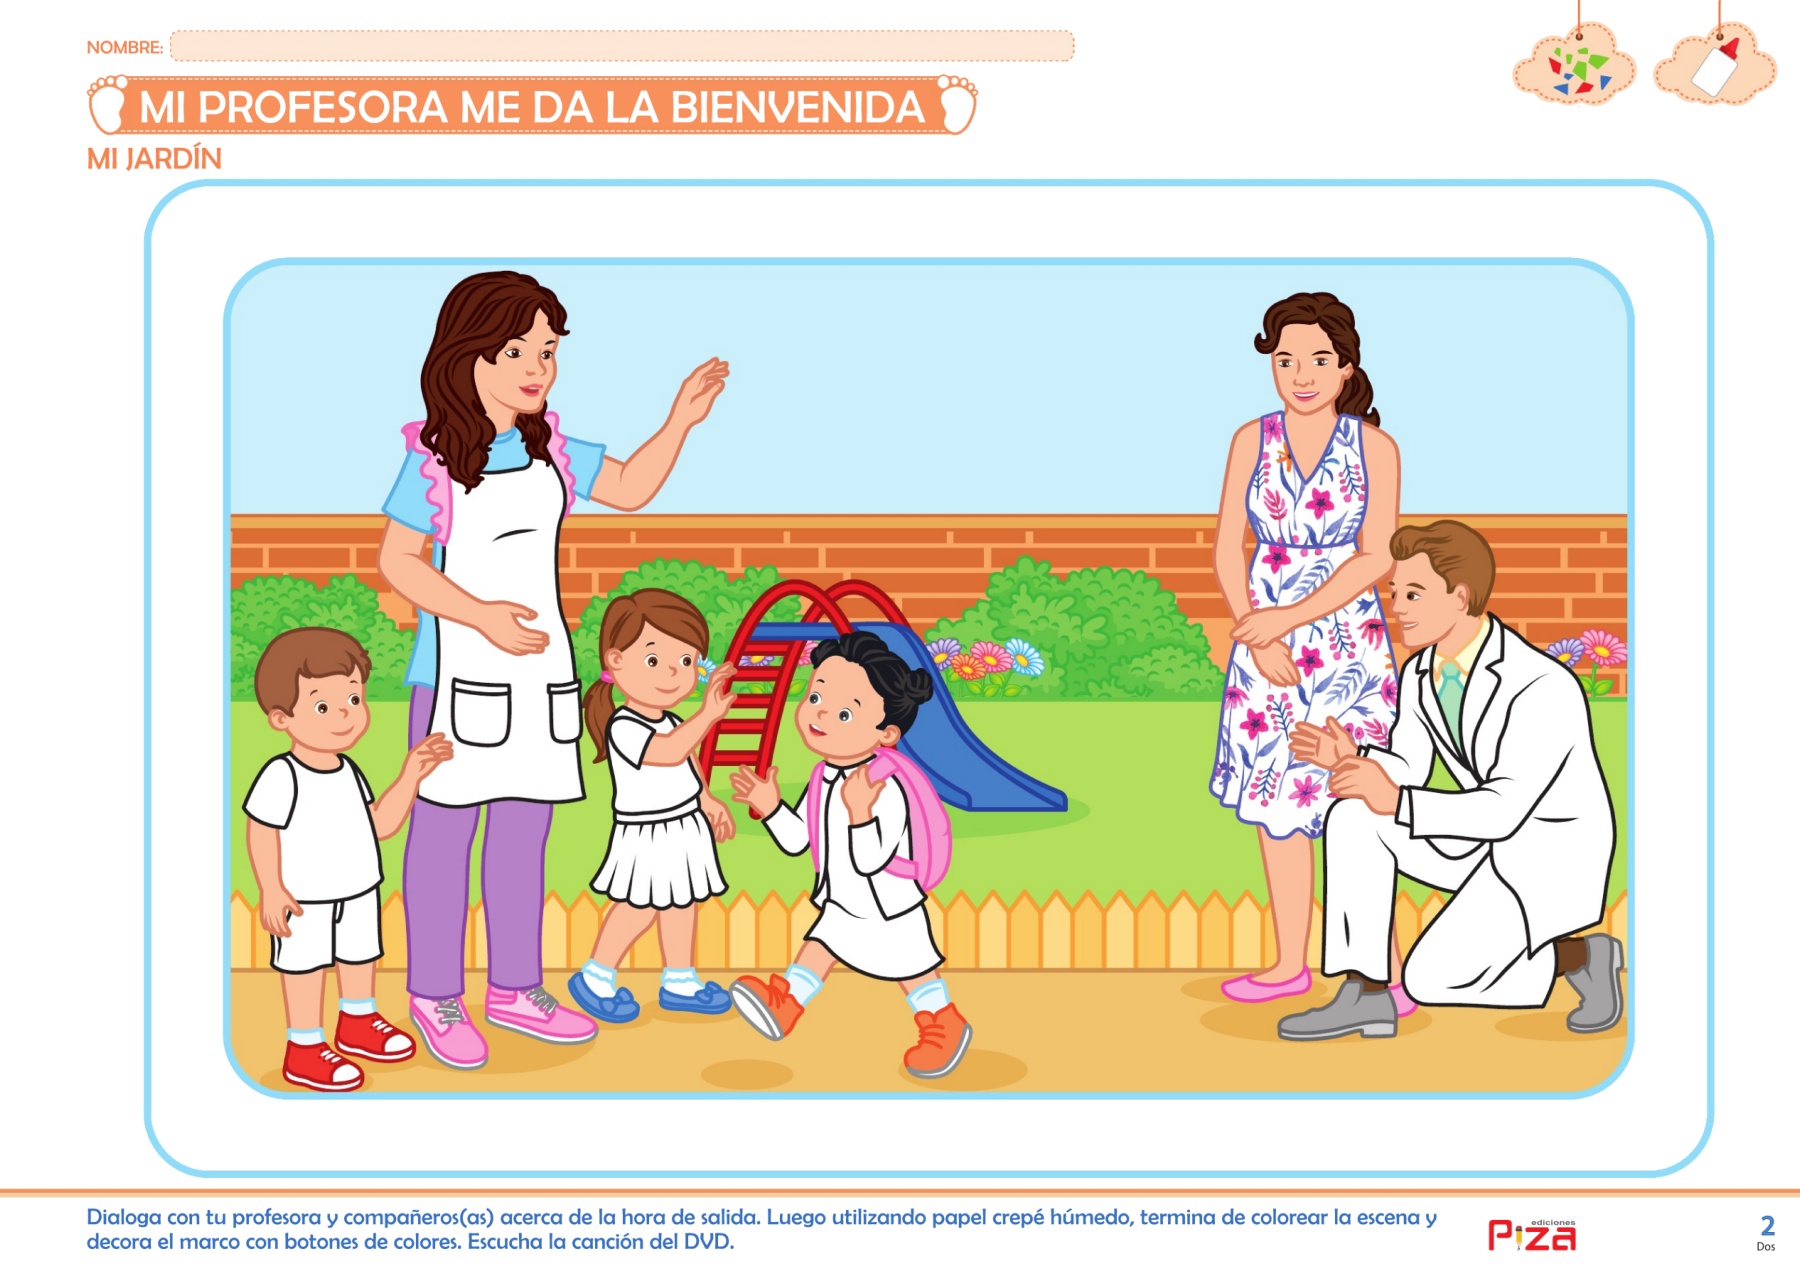 NOMBRE:
MI PROFESORA ME DA LA BIENVENIDA
MI JARDÍN
Dialoga con tu profesora y compañeros(as) acerca de la hora de salida. Luego utilizando papel crepé húmedo, termina de colorear la escena y
decora el marco con botones de colores. Escucha la canción del DVD.
ediciones
Piza
2
Dos